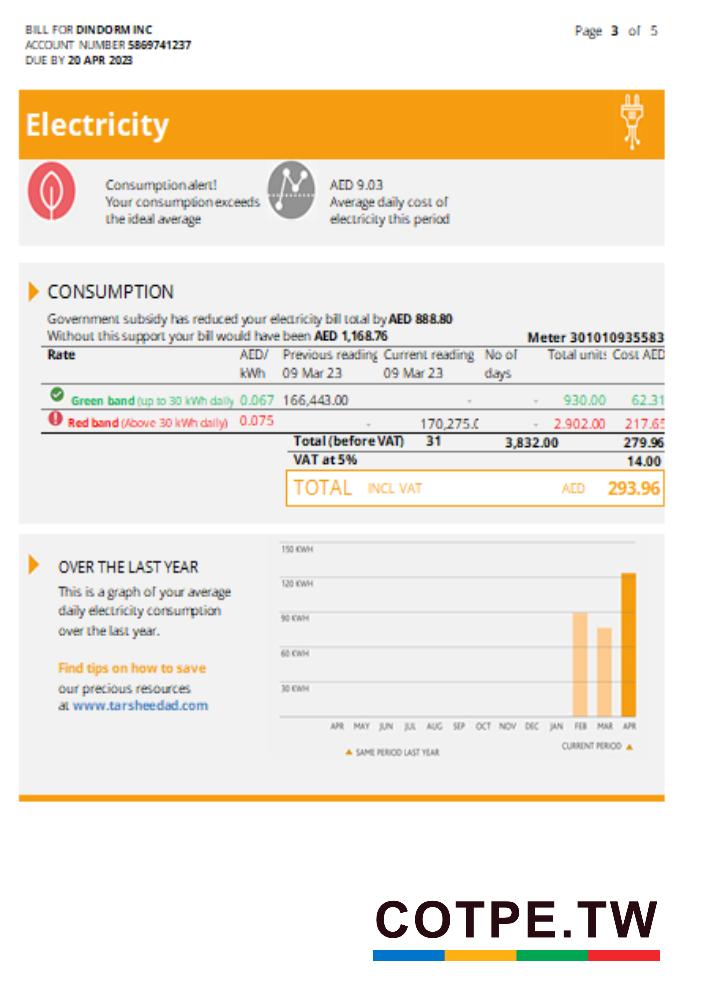 BILL FOR DINDORM INC
Page 3 of 5
ACCOUNT NUMBER 5869741237
DUE BY 20 APR 2023
Electricity
Consumption alert!
Your consumption exceeds
the ideal average
AED 9.03
Average daily cost of
electricity this period
CONSUMPTION
Government subsidy has reduced your electricity bill total by AED 888.80
Without this support your bill would have been AED 1,168.76
Meter 301010935583
Rate AED/ Previous reading Current reading No of Total units Cost AED
kWh 09 Mar 23 09 Mar 23 days
Green band (up to 30 kWh daily 0.067 166,443.00 - - 930.00 62.31
Red band (Above 30 kWh daily) 0.075 - 170,275.0 - 2.902.00 217.65
Total (before VAT) 31 3,832.00 279.96
VAT at 5% 14.00
TOTAL INCL VAT AED 293.96
OVER THE LAST YEAR
This is a graph of your average
daily electricity consumption
over the last year.
Find tips on how to save
our precious resources
at www.tarsheedad.com
150 KWH
120 KWH
90 KWH
60 KWH
30 KWH
APR MAY JUN JUL AUG SEP OCT NOV DEC JAN FEB MAR APR
SAME PERIOD LAST YEAR
CURRENT PERIOD
COTPE.TW